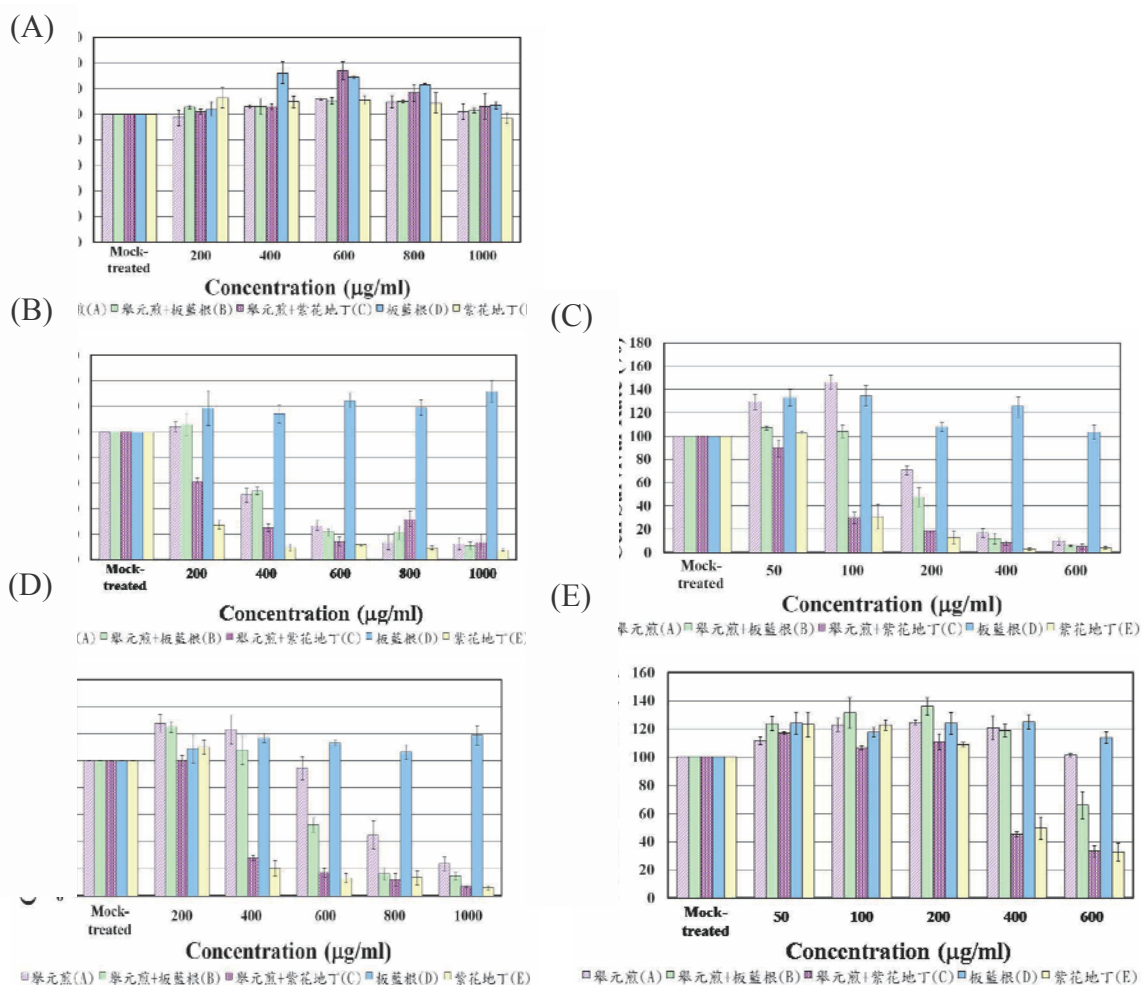 (A)
Mock-
treated
200 400 600 800 1000
Concentration (μg/ml)
(A) 舉元煎+板藍根(B) 舉元煎+紫花地丁(C) 板藍根(D) 紫花地丁(
(B)
Mock-
treated
200 400 600 800 1000
Concentration (μg/ml)
(A) 舉元煎+板藍根(B) 舉元煎+紫花地丁(C) 板藍根(D) 紫花地丁(E)
(C)
180
160
140
120
100
80
60
40
20
0
Mock-
treated
50 100 200 400 600
Concentration (μg/ml)
舉元煎(A) 舉元煎+板藍根(B) 舉元煎+紫花地丁(C) 板藍根(D) 紫花地丁(E)
(D)
Mock-
treated
200 400 600 800 1000
Concentration (μg/ml)
舉元煎(A) 舉元煎+板藍根(B) 舉元煎+紫花地丁(C) 板藍根(D) 紫花地丁(E)
(E)
160
140
120
100
80
60
40
20
0
Mock-
treated
50 100 200 400 600
Concentration (μg/ml)
舉元煎(A) 舉元煎+板藍根(B) 舉元煎+紫花地丁(C) 板藍根(D) 紫花地丁(E)